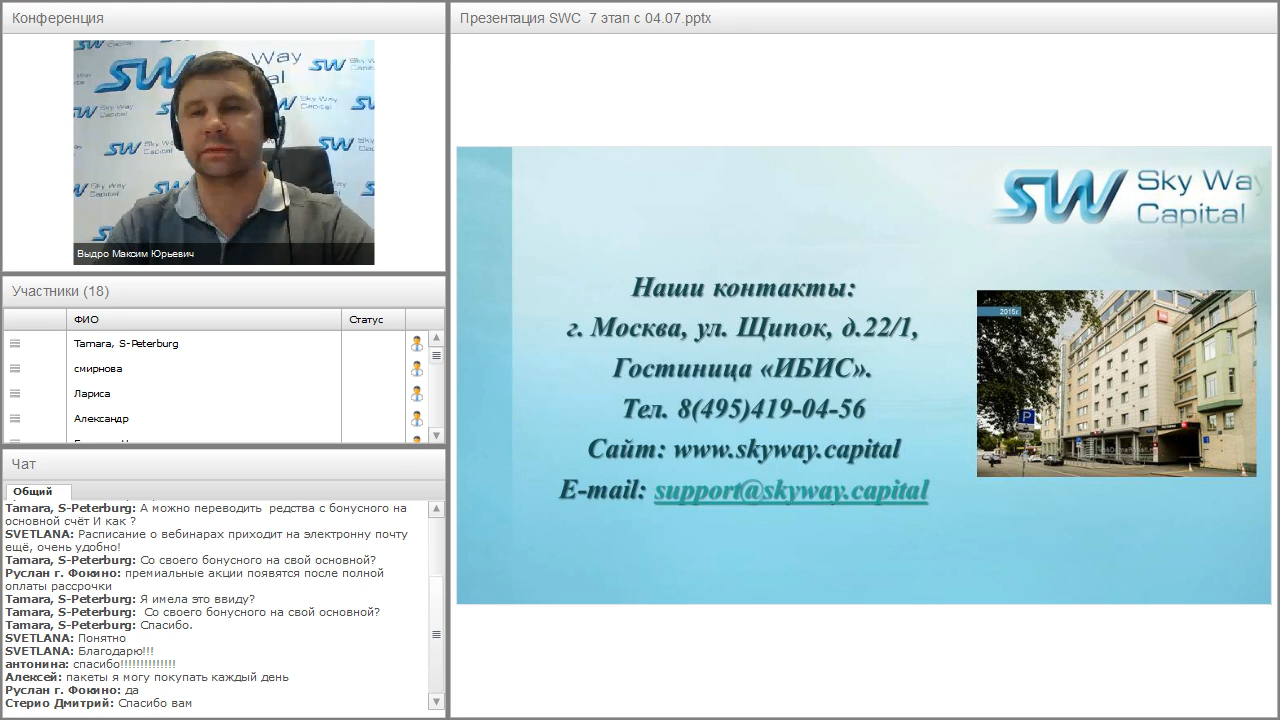 Конференция
Sky Way
Capital
Выдро Максим Юрьевич
Участники (18)
ФИО
Статус
Tamara, S-Peterburg
смирнова
Лариса
Александр
Чат
Общий
Tamara, S-Peterburg: А можно переводить редства с бонусного на
основной счёт И как ?
SVETLANA: Расписание о вебинарах приходит на электронну почту
ещё, очень удобно!
Tamara, S-Peterburg: Со своего бонусного на свой основной?
Руслан г. Фокино: премиальные акции появятся после полной
оплаты рассрочки
Tamara, S-Peterburg: Я имела это ввиду?
Tamara, S-Peterburg: Со своего бонусного на свой основной?
Tamara, S-Peterburg: Спасибо.
SVETLANA: Понятно
SVETLANA: Благодарю!!!
антонина: спасибо!!!!!!!!!!!!!!
Алексей: пакеты я могу покупать каждый день
Руслан г. Фокино: да
Стерио Дмитрий: Спасибо вам
Презентация SWC 7 этап с 04.07.pptx
SW Sky Way
Capital
Наши контакты:
г. Москва, ул. Щипок, д.22/1,
Гостиница «ИБИС».
Тел. 8(495)419-04-56
Сайт: www.skyway.capital
E-mail: support@skyway.capital
2015г.
P